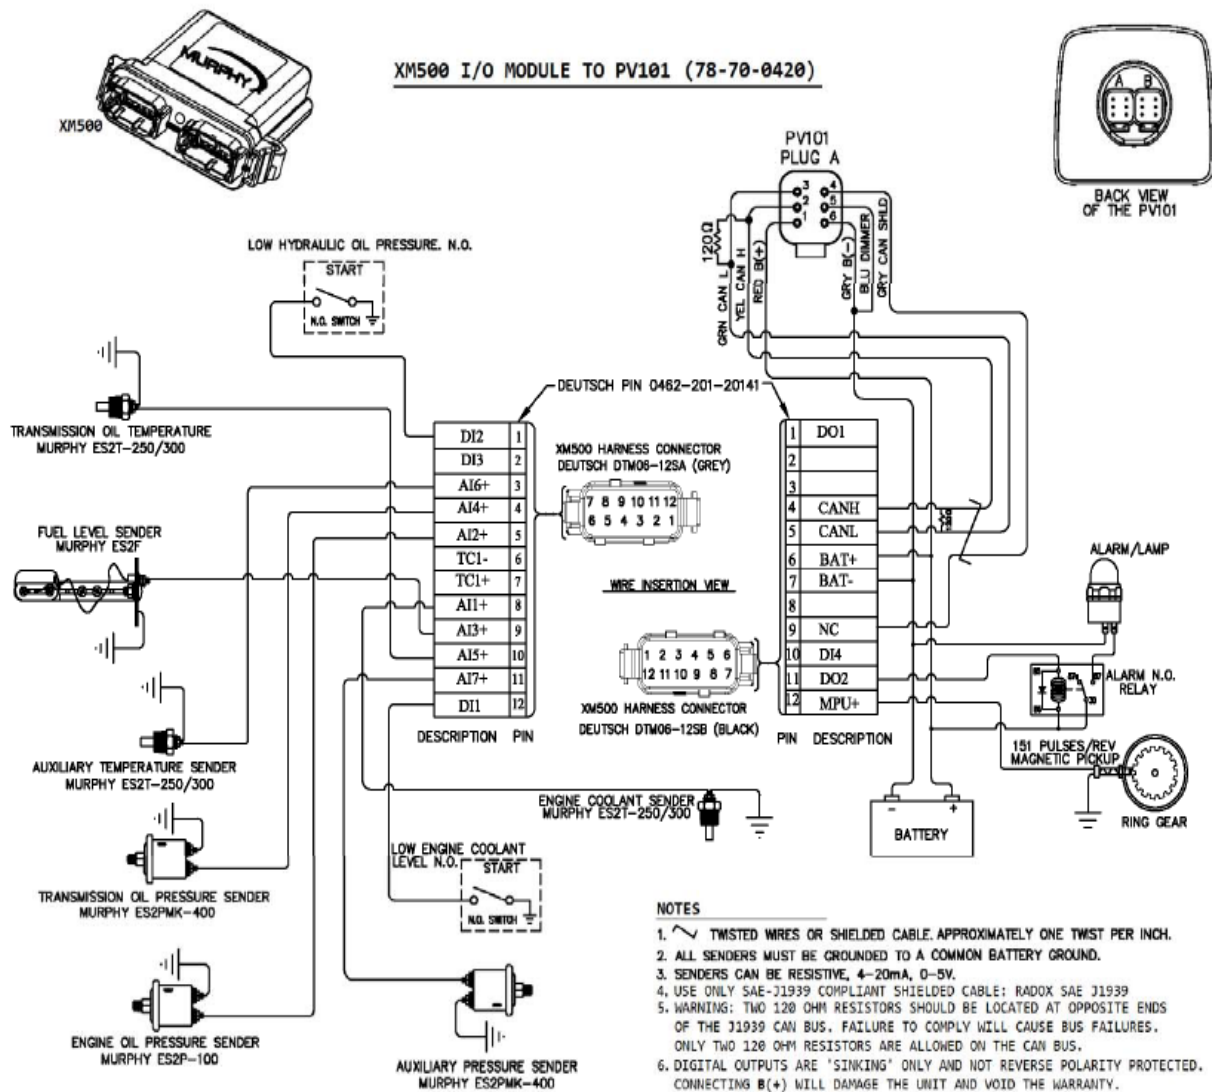 XM500 I/O MODULE TO PV101 (78-70-0420)
MURPHY
XM500
PV101
PLUG A
3
4
2
5
1
6
A
B
BACK VIEW
OF THE PV101
120Ω
GRN CAN L
YEL CAN H
RED B(+)
GRY B(-)
BLU DIMMER
GRY CAN SHLD
LOW HYDRAULIC OIL PRESSURE. N.O.
START
N.O. SWITCH
TRANSMISSION OIL TEMPERATURE
MURPHY ES2T-250/300
FUEL LEVEL SENDER
MURPHY ES2F
AUXILIARY TEMPERATURE SENDER
MURPHY ES2T-250/300
TRANSMISSION OIL PRESSURE SENDER
MURPHY ES2PMK-400
ENGINE OIL PRESSURE SENDER
MURPHY ES2P-100
DEUTSCH PIN 0462-201-20141
DI2 1
DI3 2
AI6+ 3
AI4+ 4
AI2+ 5
TC1- 6
TC1+ 7
AI1+ 8
AI3+ 9
AI5+ 10
AI7+ 11
DI1 12
DESCRIPTION PIN
XM500 HARNESS CONNECTOR
DEUTSCH DTM06-12SA (GREY)
7 8 9 10 11 12
6 5 4 3 2 1
WIRE INSERTION VIEW
1 2 3 4 5 6
12 11 10 9 8 7
XM500 HARNESS CONNECTOR
DEUTSCH DTM06-12SB (BLACK)
1 DO1
2
3
4 CANH
5 CANL
6 BAT+
7 BAT-
8
9 NC
10 DI4
11 DO2
12 MPU+
PIN DESCRIPTION
ALARM/LAMP
ALARM N.O.
RELAY
151 PULSES/REV
MAGNETIC PICKUP
RING GEAR
- +
BATTERY
ENGINE COOLANT SENDER
MURPHY ES2T-250/300
LOW ENGINE COOLANT
LEVEL N.O.
START
N.O. SWITCH
AUXILIARY PRESSURE SENDER
MURPHY ES2PMK-400
NOTES
1. TWISTED WIRES OR SHIELDED CABLE. APPROXIMATELY ONE TWIST PER INCH.
2. ALL SENDERS MUST BE GROUNDED TO A COMMON BATTERY GROUND.
3. SENDERS CAN BE RESISTIVE, 4-20mA, 0-5V.
4. USE ONLY SAE-J1939 COMPLIANT SHIELDED CABLE: RADOX SAE J1939
5. WARNING: TWO 120 OHM RESISTORS SHOULD BE LOCATED AT OPPOSITE ENDS
OF THE J1939 CAN BUS. FAILURE TO COMPLY WILL CAUSE BUS FAILURES.
ONLY TWO 120 OHM RESISTORS ARE ALLOWED ON THE CAN BUS.
6. DIGITAL OUTPUTS ARE 'SINKING' ONLY AND NOT REVERSE POLARITY PROTECTED.
CONNECTING B(+) WILL DAMAGE THE UNIT AND VOID THE WARRANTY.